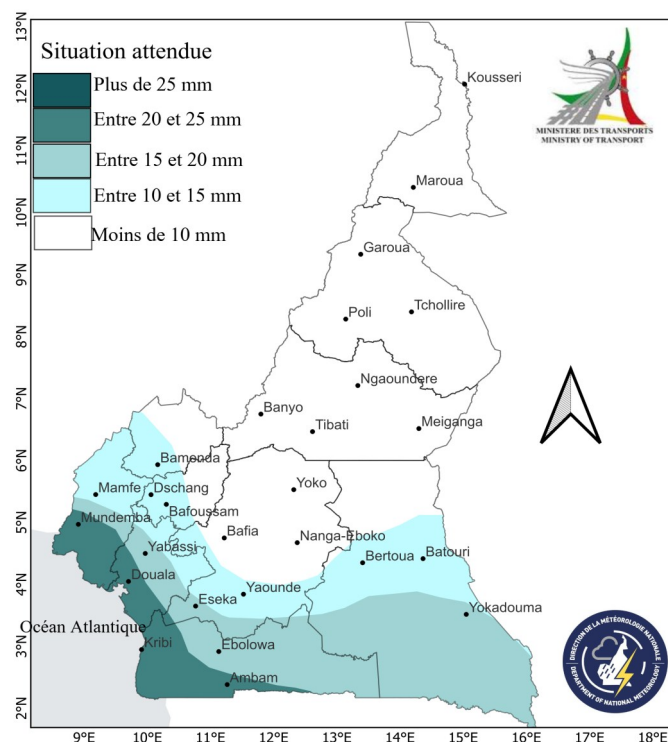 Situation attendue
Plus de 25 mm
Entre 20 et 25 mm
Entre 15 et 20 mm
Entre 10 et 15 mm
Moins de 10 mm
MINISTERE DES TRANSPORTS
MINISTRY OF TRANSPORT
Kousseri
Maroua
Garoua
Poli
Tchollire
Ngaoundere
Banyo
Tibati
Meiganga
Bamenda
Mamfe
Dschang
Bafoussam
Yoko
Mundemba
Bafia
Nanga-Eboko
Yabassi
Bertoua
Batouri
Douala
Yaounde
Eseka
Yokadouma
Océan Atlantique
Kribi
Ebolowa
Ambam
DIRECTION DE LA MÉTÉOROLOGIE NATIONALE
DEPARTMENT OF NATIONAL METEOROLOGY
13°N
12°N
11°N
10°N
9°N
8°N
7°N
6°N
5°N
4°N
3°N
2°N
9°E 10°E 11°E 12°E 13°E 14°E 15°E 16°E 17°E 18°E